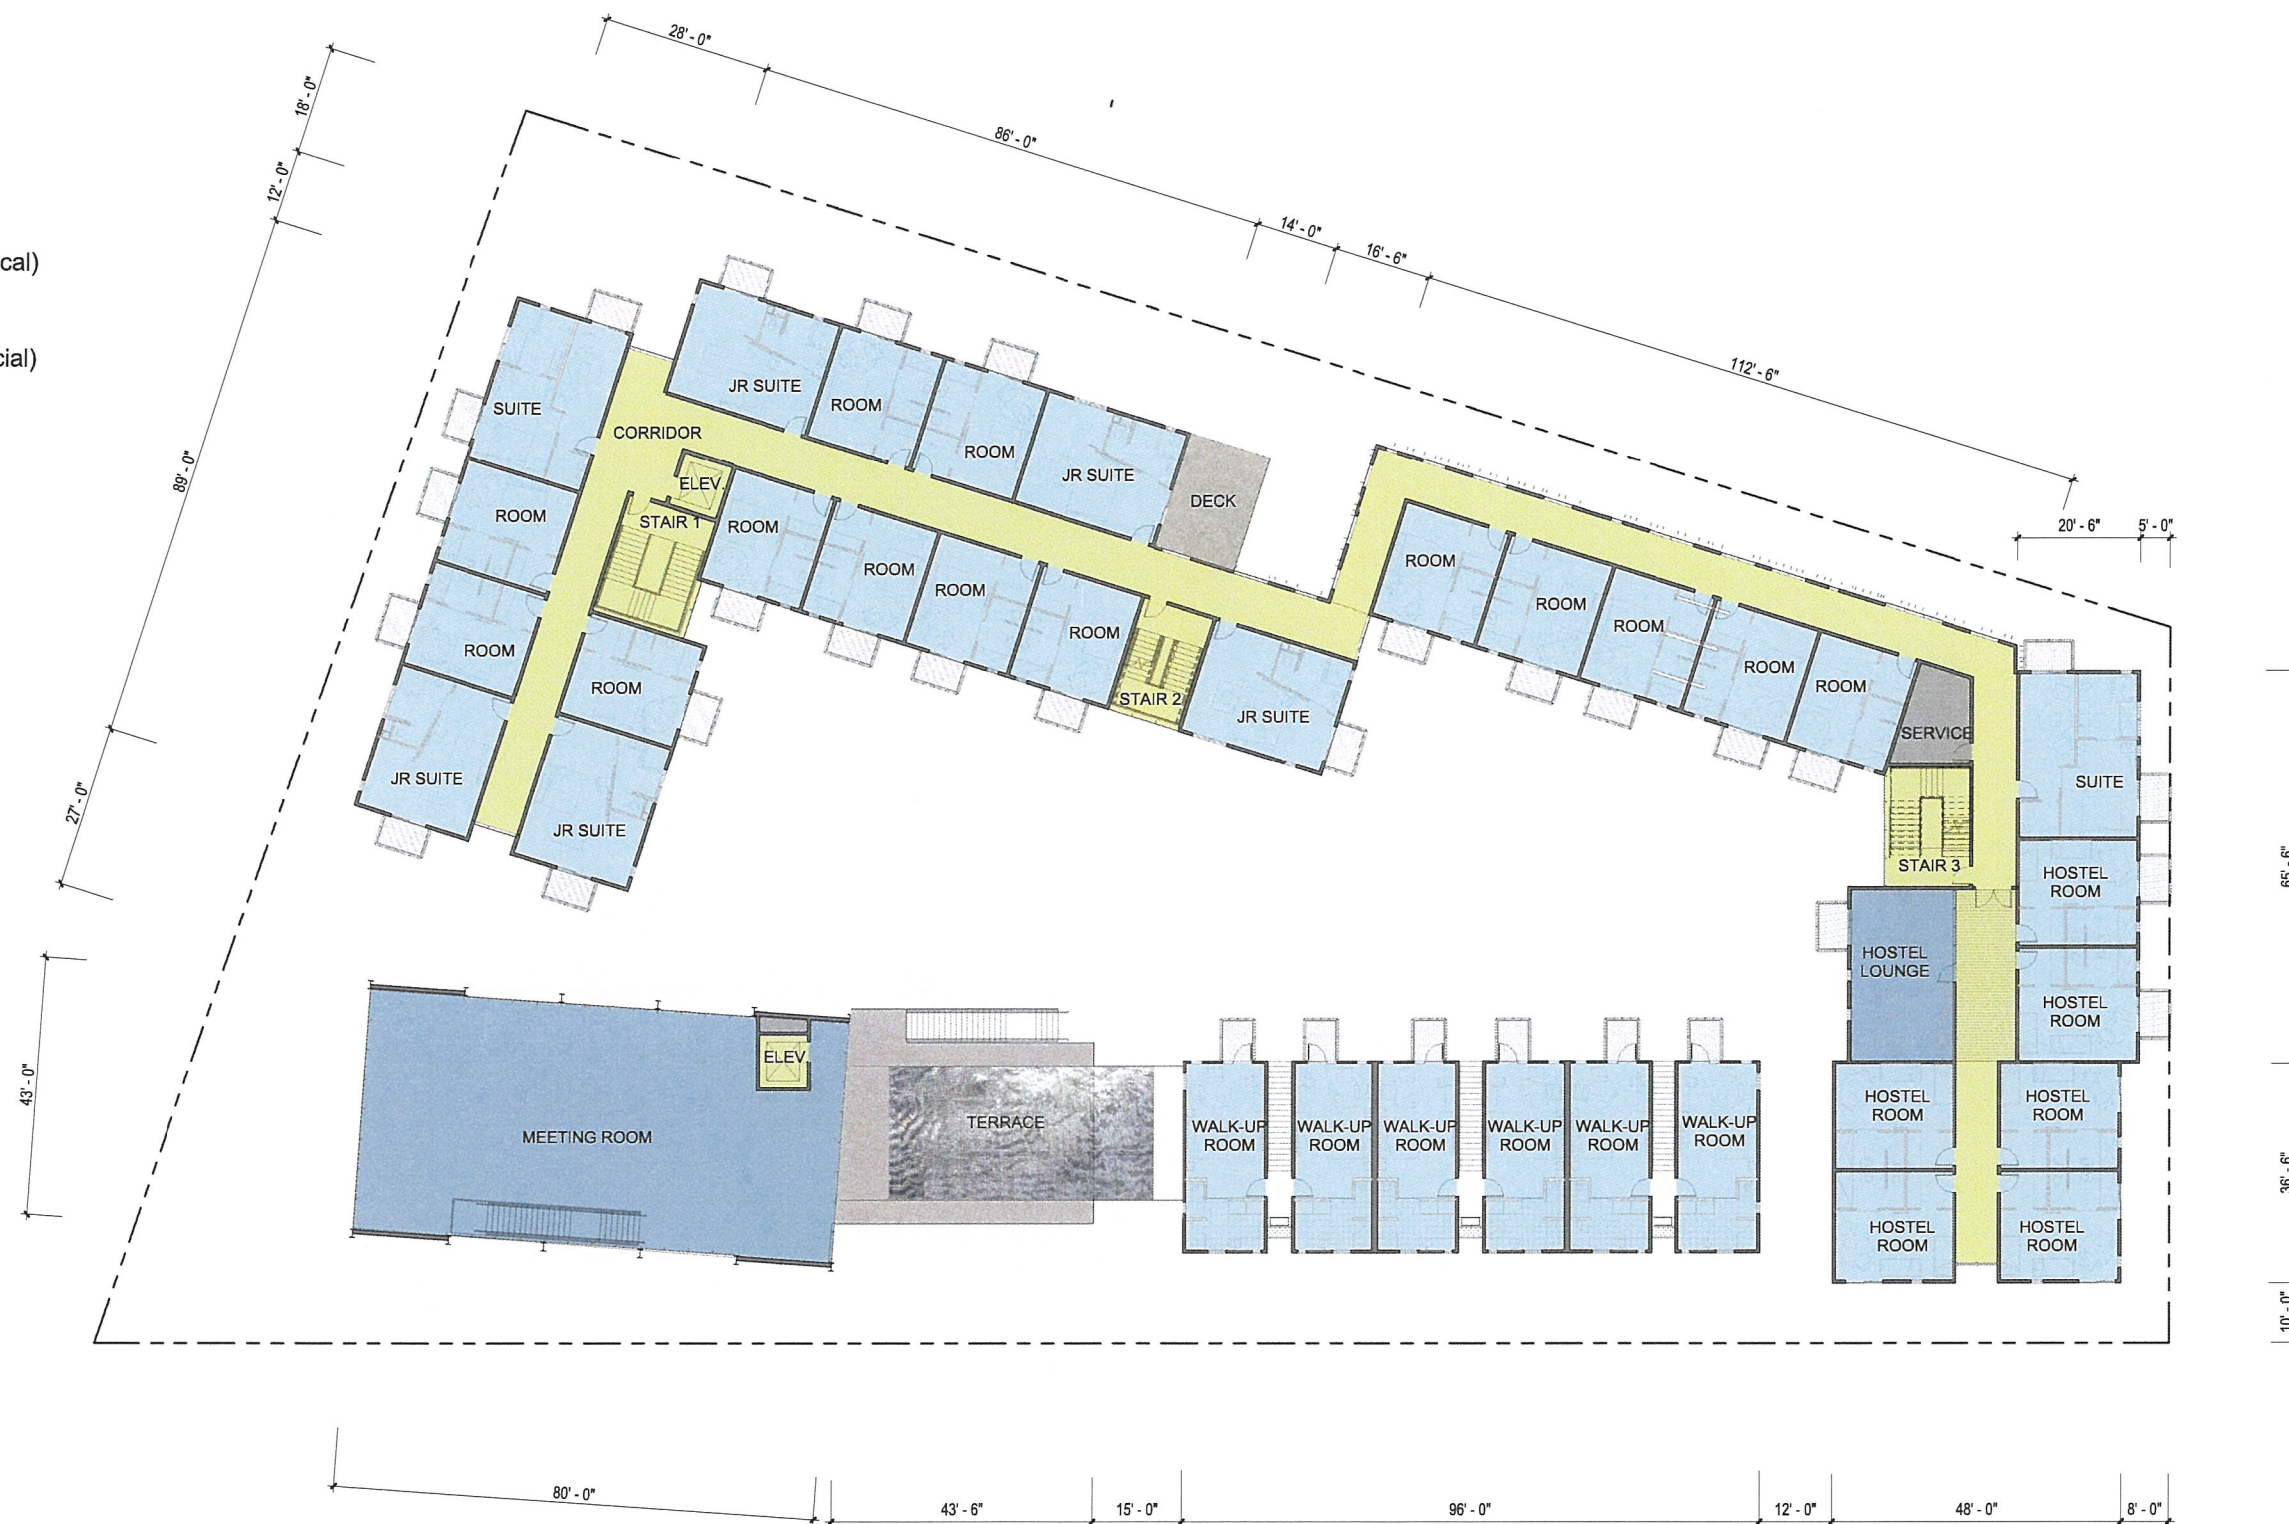 28' - 0"
18' - 0"
86' - 0"
12' - 0"
14' - 0"
16' - 6"
cal)
cial)
112' - 6"
89' - 0"
JR SUITE
SUITE
ROOM
CORRIDOR
ROOM
JR SUITE
ELEV.
DECK
ROOM
STAIR 1
ROOM
20' - 6"
5' - 0"
ROOM
ROOM
ROOM
ROOM
ROOM
ROOM
ROOM
ROOM
ROOM
ROOM
ROOM
STAIR 2
JR SUITE
SERVICE
JR SUITE
SUITE
27' - 0"
JR SUITE
STAIR 3
65' - 6"
HOSTEL
ROOM
HOSTEL
LOUNGE
HOSTEL
ROOM
ELEV
43' - 0"
HOSTEL
ROOM
HOSTEL
ROOM
MEETING ROOM
TERRACE
WALK-UP
ROOM
WALK-UP
ROOM
WALK-UP
ROOM
WALK-UP
ROOM
WALK-UP
ROOM
WALK-UP
ROOM
36' - 6"
HOSTEL
ROOM
HOSTEL
ROOM
10' - 0"
80' - 0"
43' - 6"
15' - 0"
96' - 0"
12' - 0"
48' - 0"
8' - 0"